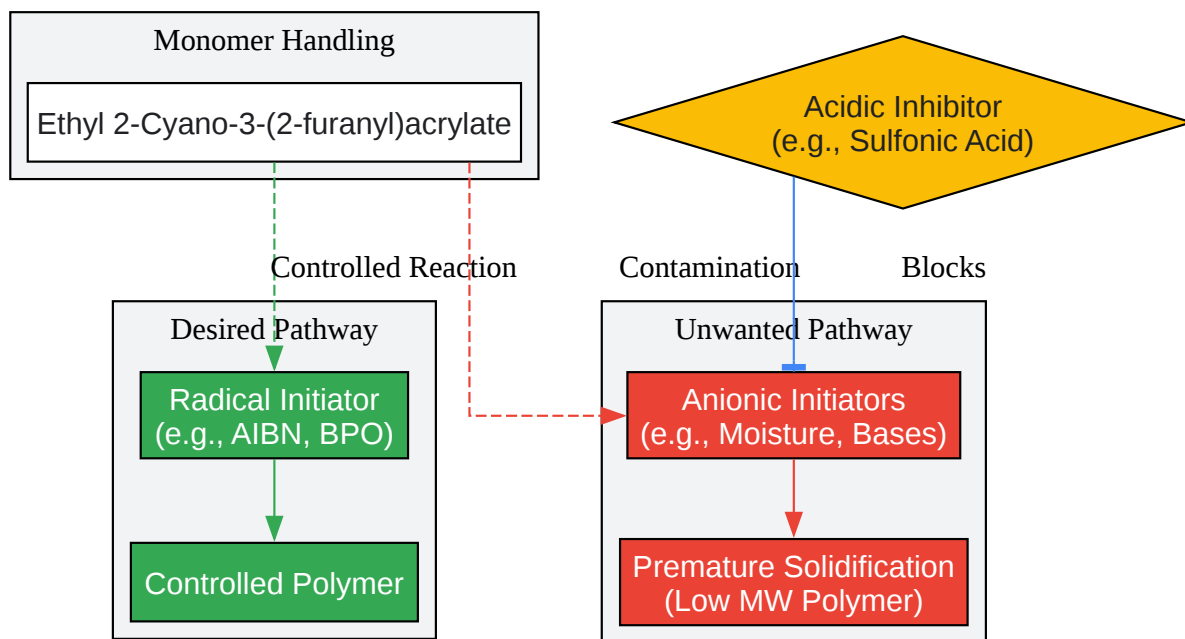 Monomer Handling
Ethyl 2-Cyano-3-(2-furanyl)acrylate
Acidic Inhibitor
(e.g., Sulfonic Acid)
Controlled Reaction
Contamination
Blocks
Desired Pathway
Radical Initiator
(e.g., AIBN, BPO)
Controlled Polymer
Unwanted Pathway
Anionic Initiators
(e.g., Moisture, Bases)
Premature Solidification
(Low MW Polymer)